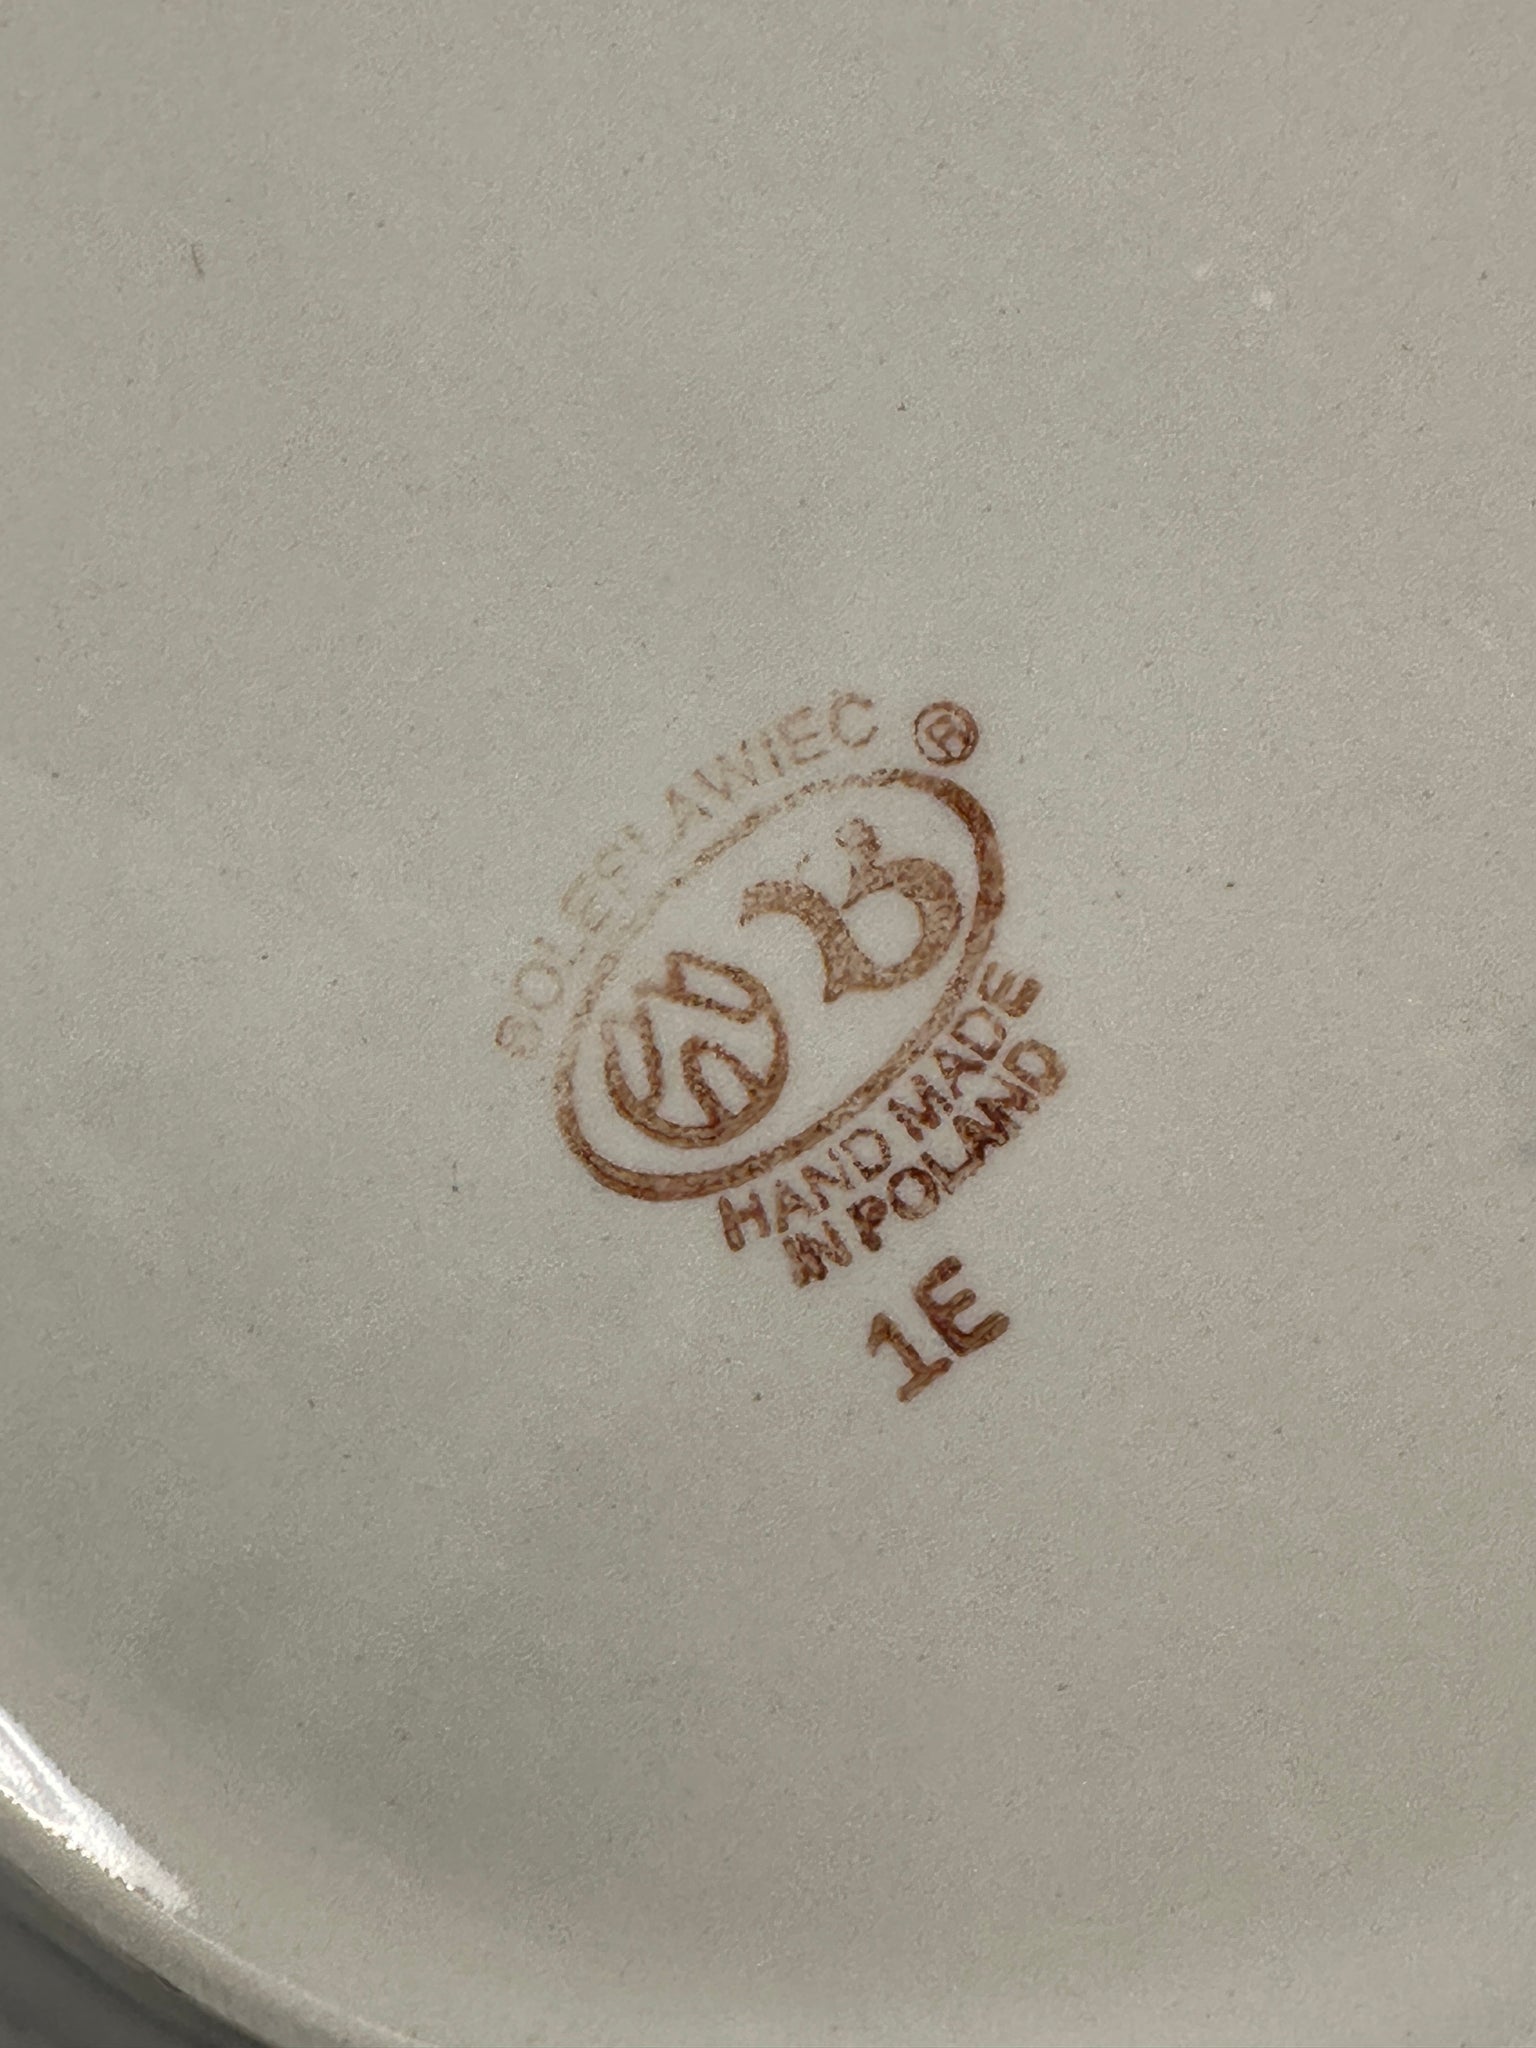 BOLESŁAWIEC ®
HAND MADE
IN POLAND
1E